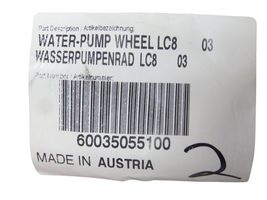 Part Description / Artikelbezeichnung:
WATER-PUMP WHEEL LC8 03
WASSERPUMPENRAD LC8 03
Part Number / Artikelnummer:
60035055100
MADE IN AUSTRIA
2